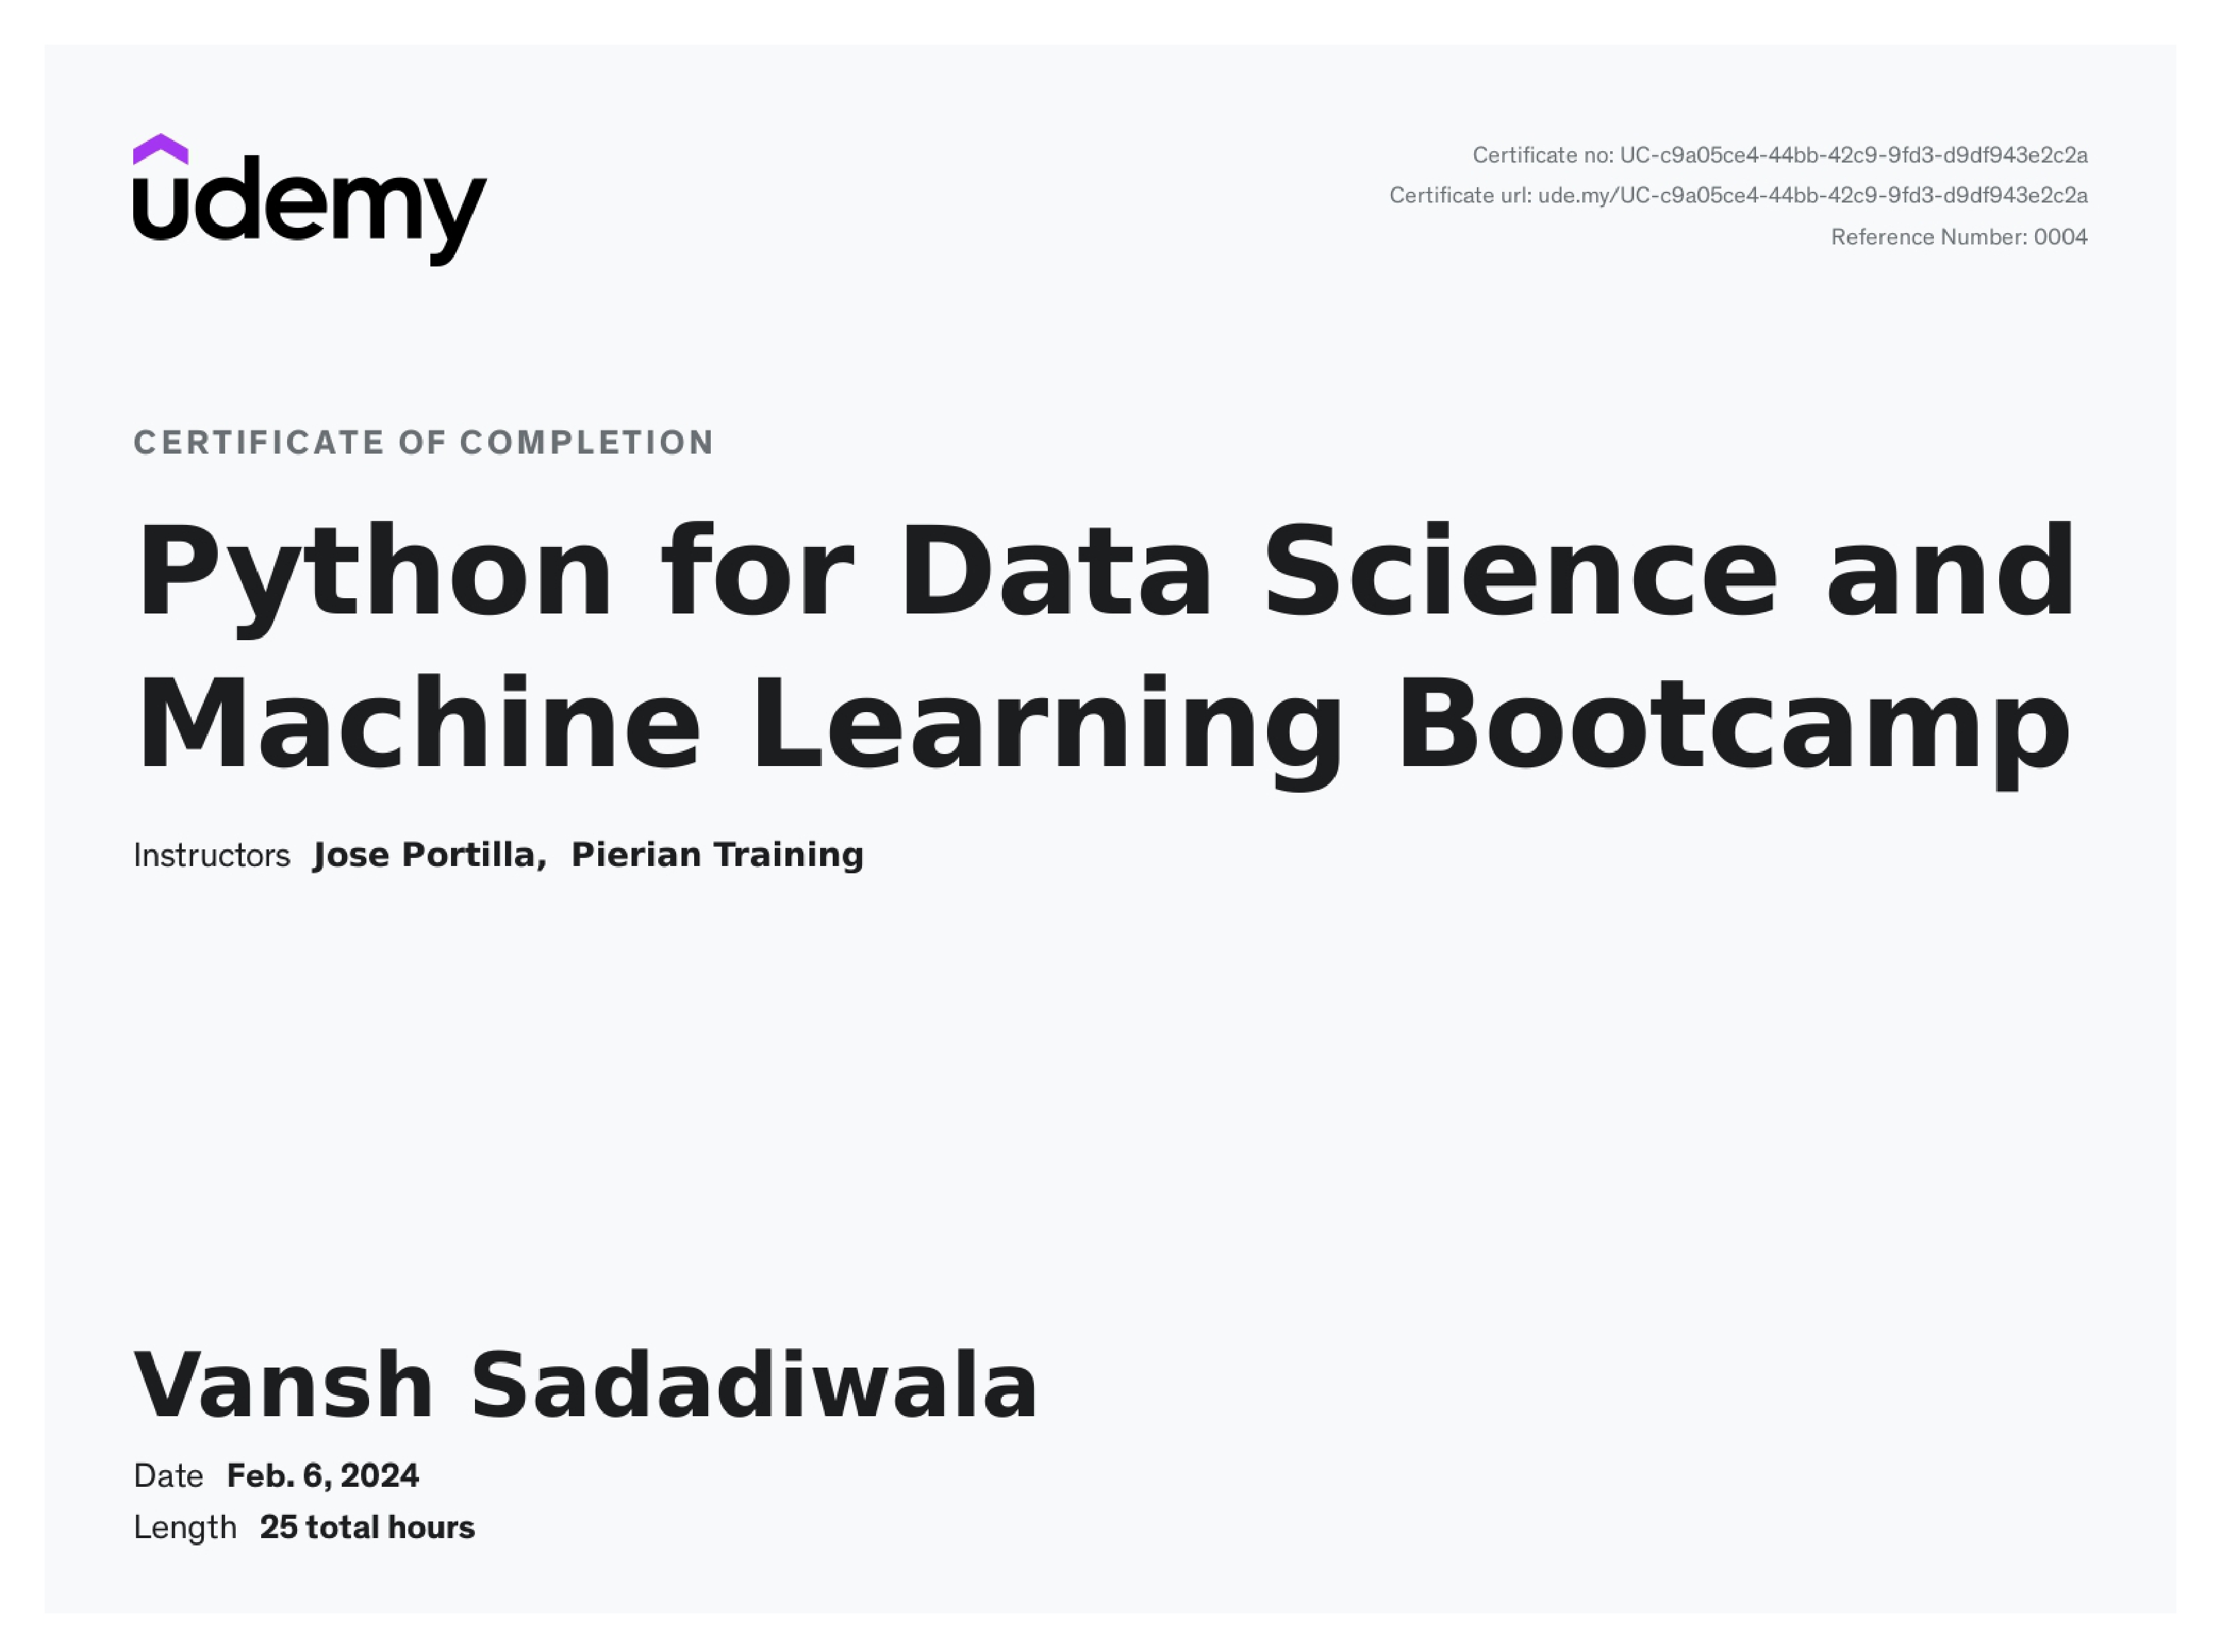 udemy
Certificate no: UC-c9a05ce4-44bb-42c9-9fd3-d9df943e2c2a
Certificate url: ude.my/UC-c9a05ce4-44bb-42c9-9fd3-d9df943e2c2a
Reference Number: 0004
CERTIFICATE OF COMPLETION
Python for Data Science and
Machine Learning Bootcamp
Instructors Jose Portilla, Pierian Training
Vansh Sadadiwala
Date Feb. 6, 2024
Length 25 total hours